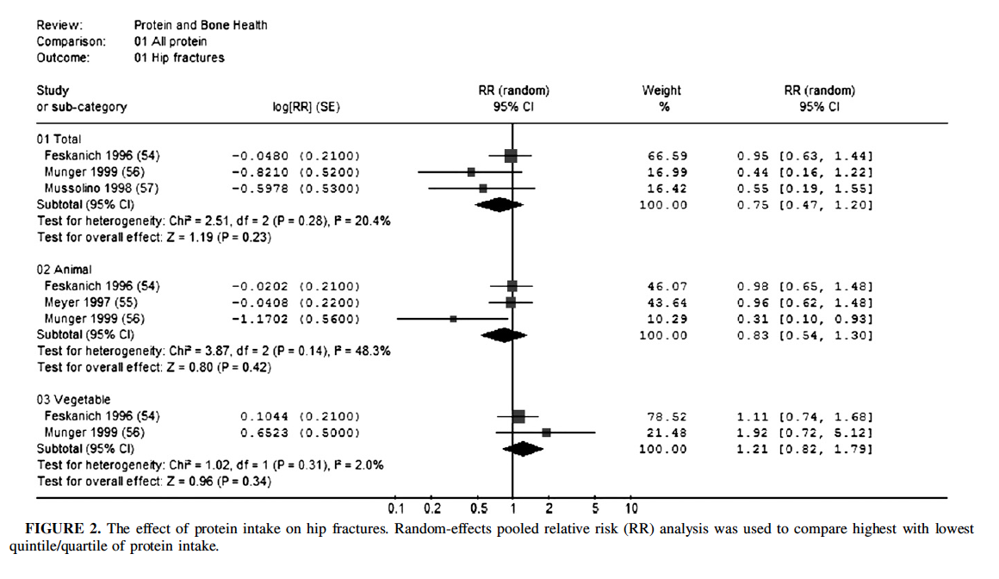 Review: Protein and Bone Health
Comparison: 01 All protein
Outcome: 01 Hip fractures
Study RR (random) Weight RR (random)
or sub-category log[RR] (SE) 95% CI % 95% CI
01 Total
Feskanich 1996 (54) -0.0480 (0.2100) 66.59 0.95 [0.63, 1.44]
Munger 1999 (56) -0.8210 (0.5200) 16.99 0.44 [0.16, 1.22]
Mussolino 1998 (57) -0.5978 (0.5300) 16.42 0.55 [0.19, 1.55]
Subtotal (95% CI) 100.00 0.75 [0.47, 1.20]
Test for heterogeneity: Chi² = 2.51, df = 2 (P = 0.28), I² = 20.4%
Test for overall effect: Z = 1.19 (P = 0.23)
02 Animal
Feskanich 1996 (54) -0.0202 (0.2100) 46.07 0.98 [0.65, 1.48]
Meyer 1997 (55) -0.0408 (0.2200) 43.64 0.96 [0.62, 1.48]
Munger 1999 (56) -1.1702 (0.5600) 10.29 0.31 [0.10, 0.93]
Subtotal (95% CI) 100.00 0.83 [0.54, 1.30]
Test for heterogeneity: Chi² = 3.87, df = 2 (P = 0.14), I² = 48.3%
Test for overall effect: Z = 0.80 (P = 0.42)
03 Vegetable
Feskanich 1996 (54) 0.1044 (0.2100) 78.52 1.11 [0.74, 1.68]
Munger 1999 (56) 0.6523 (0.5000) 21.48 1.92 [0.72, 5.12]
Subtotal (95% CI) 100.00 1.21 [0.82, 1.79]
Test for heterogeneity: Chi² = 1.02, df = 1 (P = 0.31), I² = 2.0%
Test for overall effect: Z = 0.96 (P = 0.34)
0.1 0.2 0.5 1 2 5 10
FIGURE 2. The effect of protein intake on hip fractures. Random-effects pooled relative risk (RR) analysis was used to compare highest with lowest
quintile/quartile of protein intake.